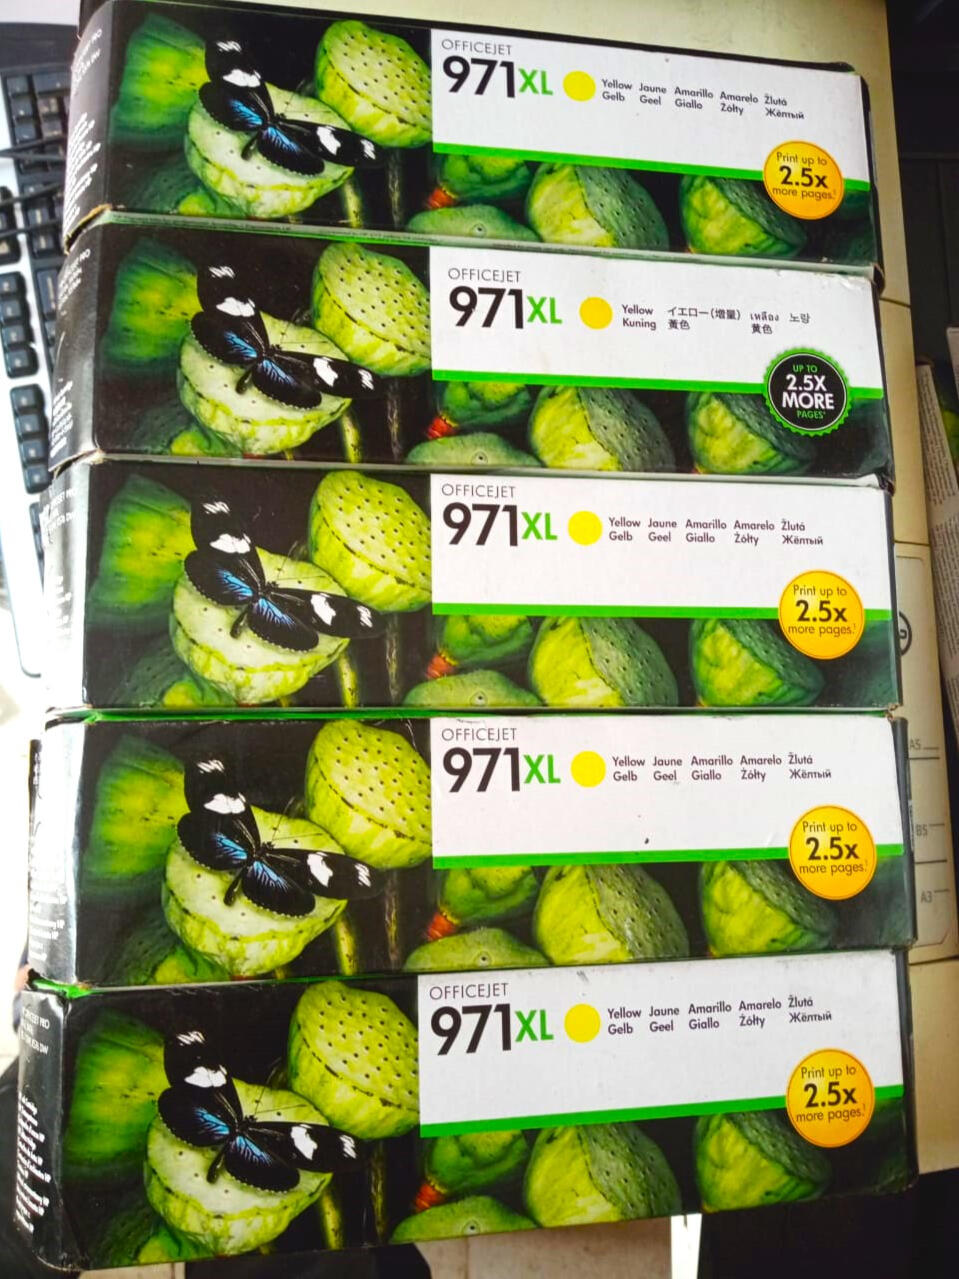 OFFICEJET
971XL
Yellow Jaune Amarillo Amarelo Žlutá
Gelb Geel Giallo Żółty Жёлтый
Print up to
2.5x
more pages.
OFFICEJET
971XL
Yellow イエロー(増量) เหลือง 노랑
Kuning 黃色 黄色
UP TO
2.5X
MORE
PAGES*
OFFICEJET
971XL
Yellow Jaune Amarillo Amarelo Žlutá
Gelb Geel Giallo Żółty Жёлтый
Print up to
2.5x
more pages.
OFFICEJET
971XL
Yellow Jaune Amarillo Amarelo Žlutá
Gelb Geel Giallo Żółty Жёлтый
Print up to
2.5x
more pages.
OFFICEJET
971XL
Yellow Jaune Amarillo Amarelo Žlutá
Gelb Geel Giallo Żółty Жёлтый
Print up to
2.5x
more pages.
A5
B5
A3